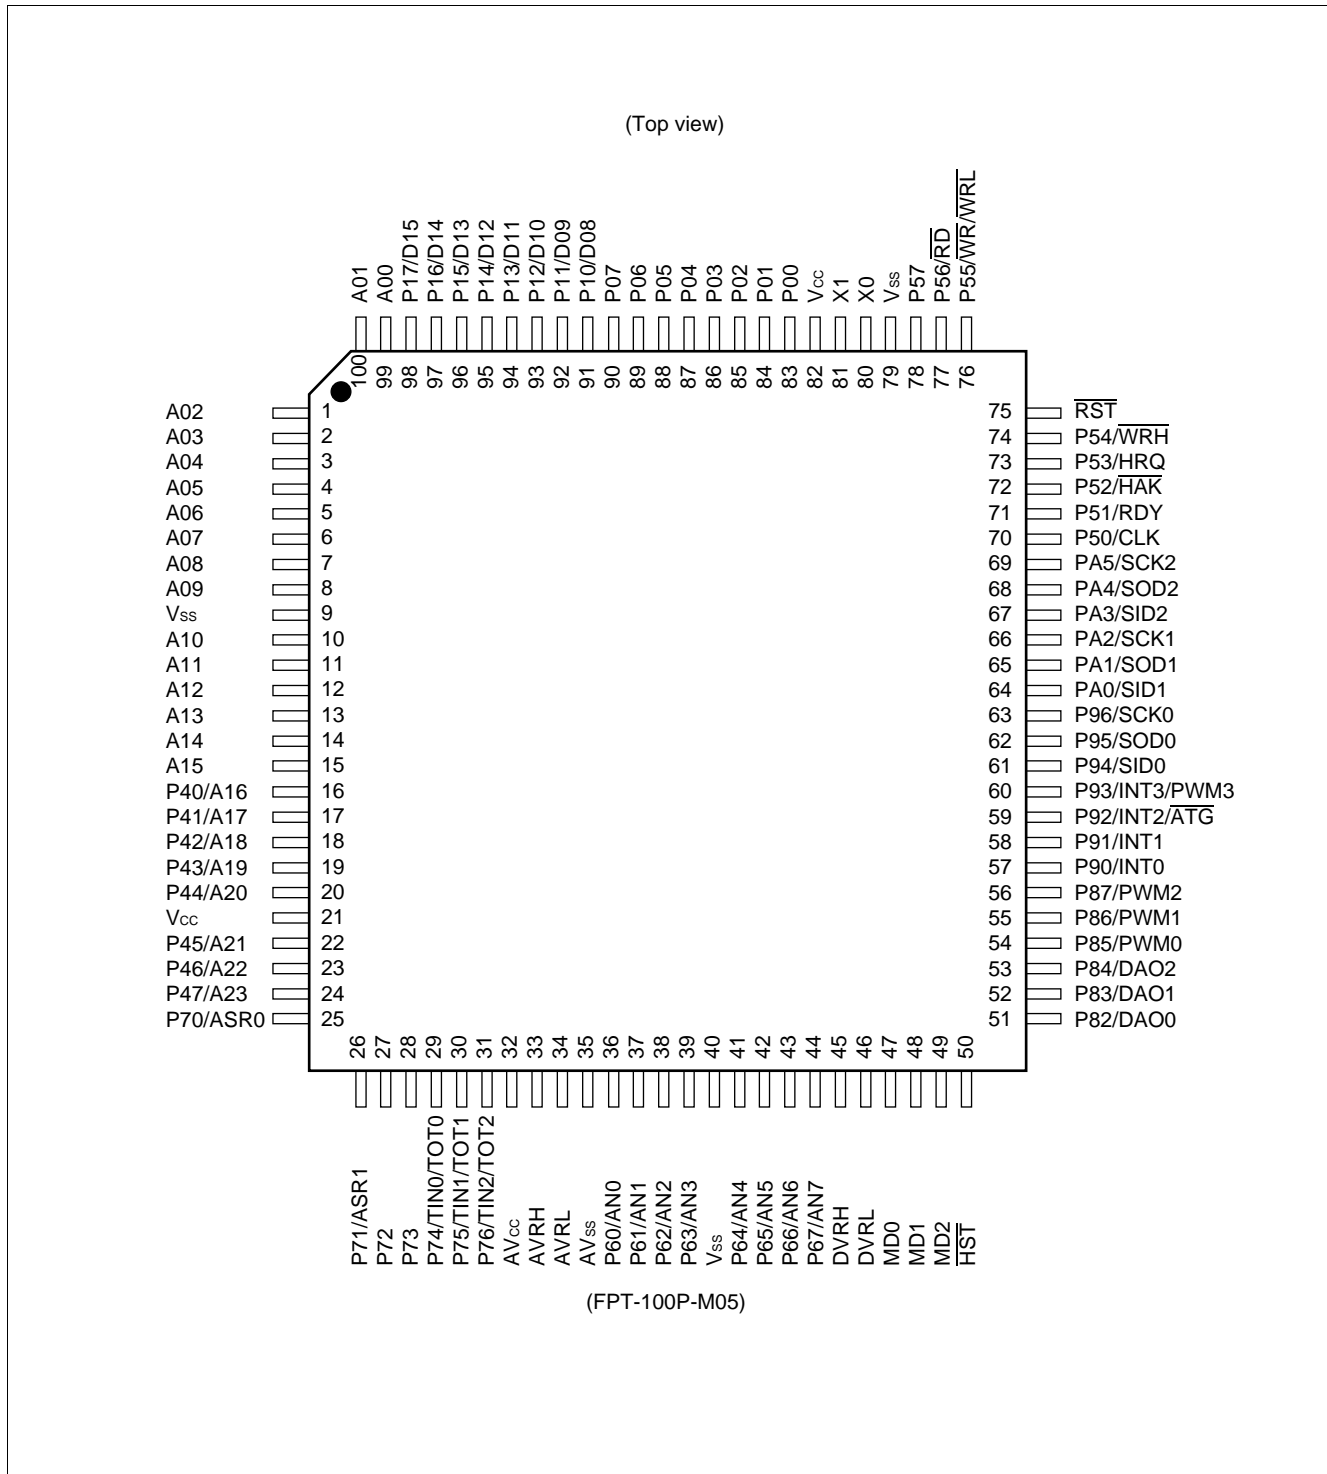 (Top view)
A01
A00
P17/D15
P16/D14
P15/D13
P14/D12
P13/D11
P12/D10
P11/D09
P10/D08
P07
P06
P05
P04
P03
P02
P01
P00
Vcc
X1
X0
Vss
P57
P56/R̅D̅
P55/W̅R̅/W̅R̅L̅
100
99
98
97
96
95
94
93
92
91
90
89
88
87
86
85
84
83
82
81
80
79
78
77
76
A02 1
A03 2
A04 3
A05 4
A06 5
A07 6
A08 7
A09 8
Vss 9
A10 10
A11 11
A12 12
A13 13
A14 14
A15 15
P40/A16 16
P41/A17 17
P42/A18 18
P43/A19 19
P44/A20 20
Vcc 21
P45/A21 22
P46/A22 23
P47/A23 24
P70/ASR0 25
75 R̅S̅T̅
74 P54/W̅R̅H̅
73 P53/HRQ
72 P52/H̅A̅K̅
71 P51/RDY
70 P50/CLK
69 PA5/SCK2
68 PA4/SOD2
67 PA3/SID2
66 PA2/SCK1
65 PA1/SOD1
64 PA0/SID1
63 P96/SCK0
62 P95/SOD0
61 P94/SID0
60 P93/INT3/PWM3
59 P92/INT2/A̅T̅G̅
58 P91/INT1
57 P90/INT0
56 P87/PWM2
55 P86/PWM1
54 P85/PWM0
53 P84/DAO2
52 P83/DAO1
51 P82/DAO0
26
27
28
29
30
31
32
33
34
35
36
37
38
39
40
41
42
43
44
45
46
47
48
49
50
P71/ASR1
P72
P73
P74/TIN0/TOT0
P75/TIN1/TOT1
P76/TIN2/TOT2
AVcc
AVRH
AVRL
AVss
P60/AN0
P61/AN1
P62/AN2
P63/AN3
Vss
P64/AN4
P65/AN5
P66/AN6
P67/AN7
DVRH
DVRL
MD0
MD1
MD2
H̅S̅T̅
(FPT-100P-M05)